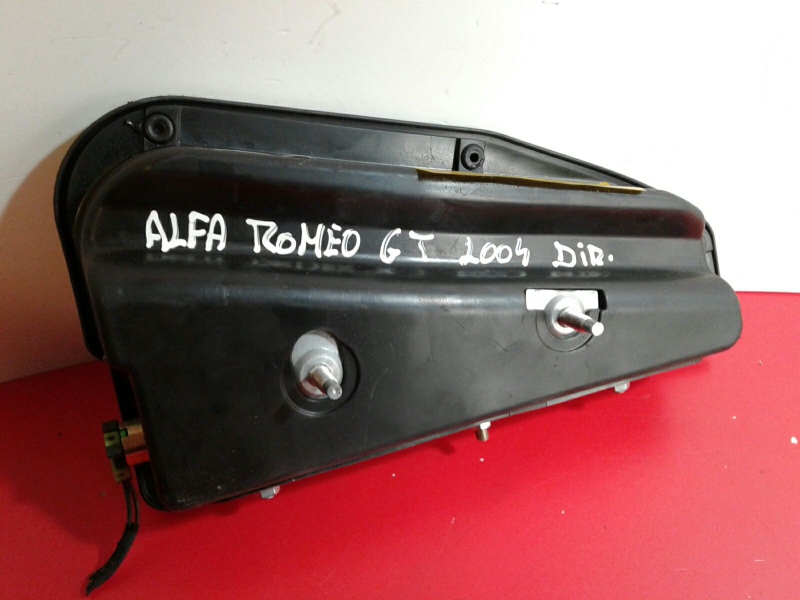 ALFA ROMEO GT 2004 DIR.